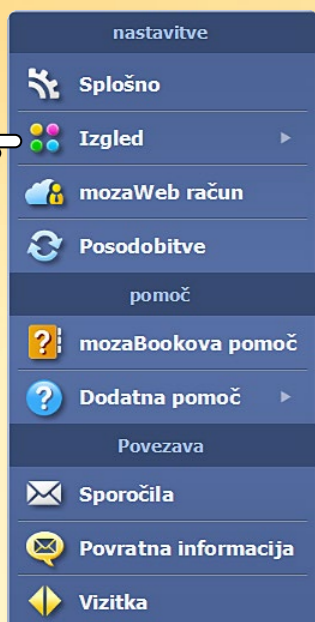 nastavitve
Splošno
Izgled
mozaWeb račun
Posodobitve
pomoč
mozaBookova pomoč
Dodatna pomoč
Povezava
Sporočila
Povratna informacija
Vizitka